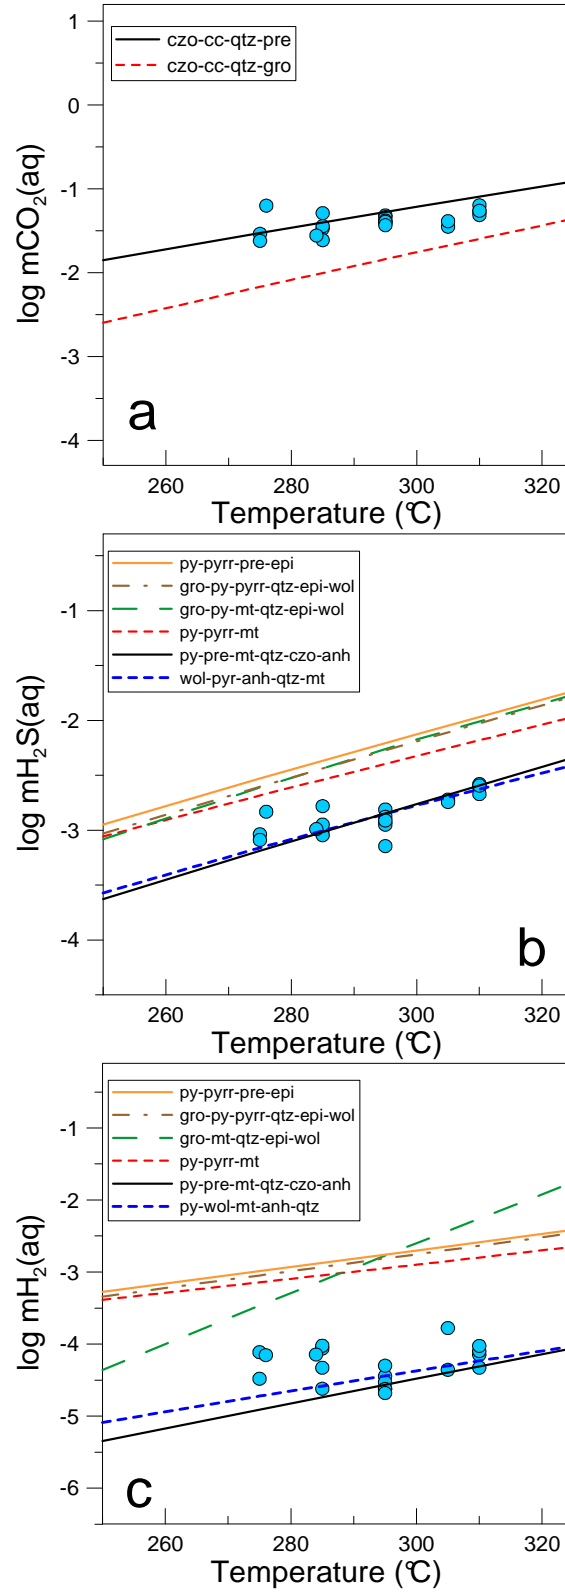 1
0
-1
-2
-3
-4
log mCO2(aq)
czo-cc-qtz-pre
czo-cc-qtz-gro
a
260 280 300 320
Temperature (°C)
-1
-2
-3
-4
log mH2S(aq)
py-pyrr-pre-epi
gro-py-pyrr-qtz-epi-wol
gro-py-mt-qtz-epi-wol
py-pyrr-mt
py-pre-mt-qtz-czo-anh
wol-pyr-anh-qtz-mt
b
260 280 300 320
Temperature (°C)
-1
-2
-3
-4
-5
-6
log mH2(aq)
py-pyrr-pre-epi
gro-py-pyrr-qtz-epi-wol
gro-mt-qtz-epi-wol
py-pyrr-mt
py-pre-mt-qtz-czo-anh
py-wol-mt-anh-qtz
c
260 280 300 320
Temperature (°C)